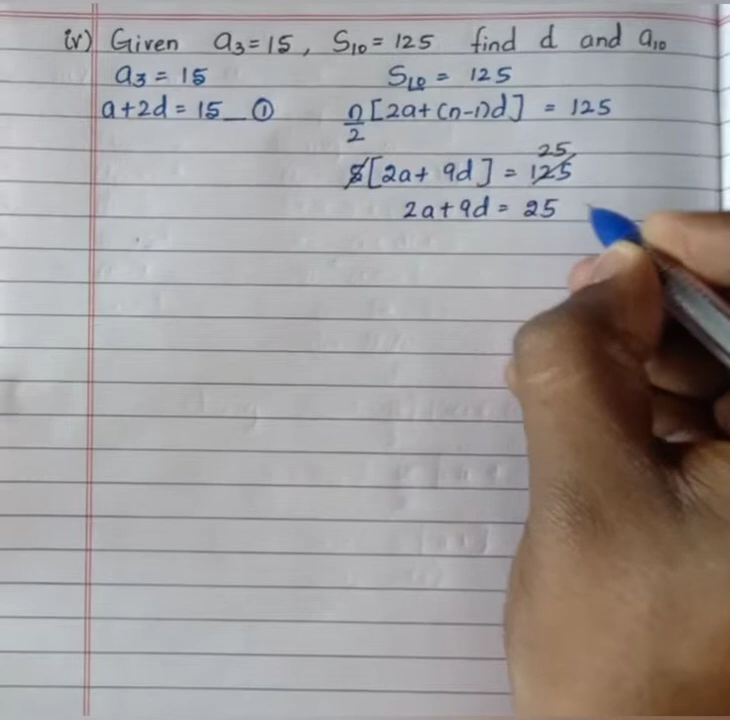 iv) Given a₃ = 15, S₁₀ = 125 find d and a₁₀
a₃ = 15
a + 2d = 15 — ①
S₁₀ = 125
n/2 [2a + (n-1)d] = 125
5[2a + 9d] = 125 25
2a + 9d = 25